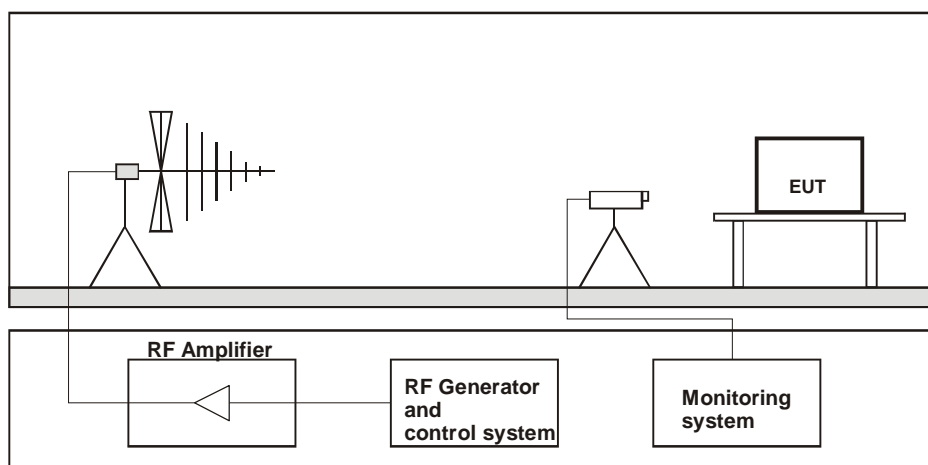 EUT
RF Amplifier
RF Generator
and
control system
Monitoring
system